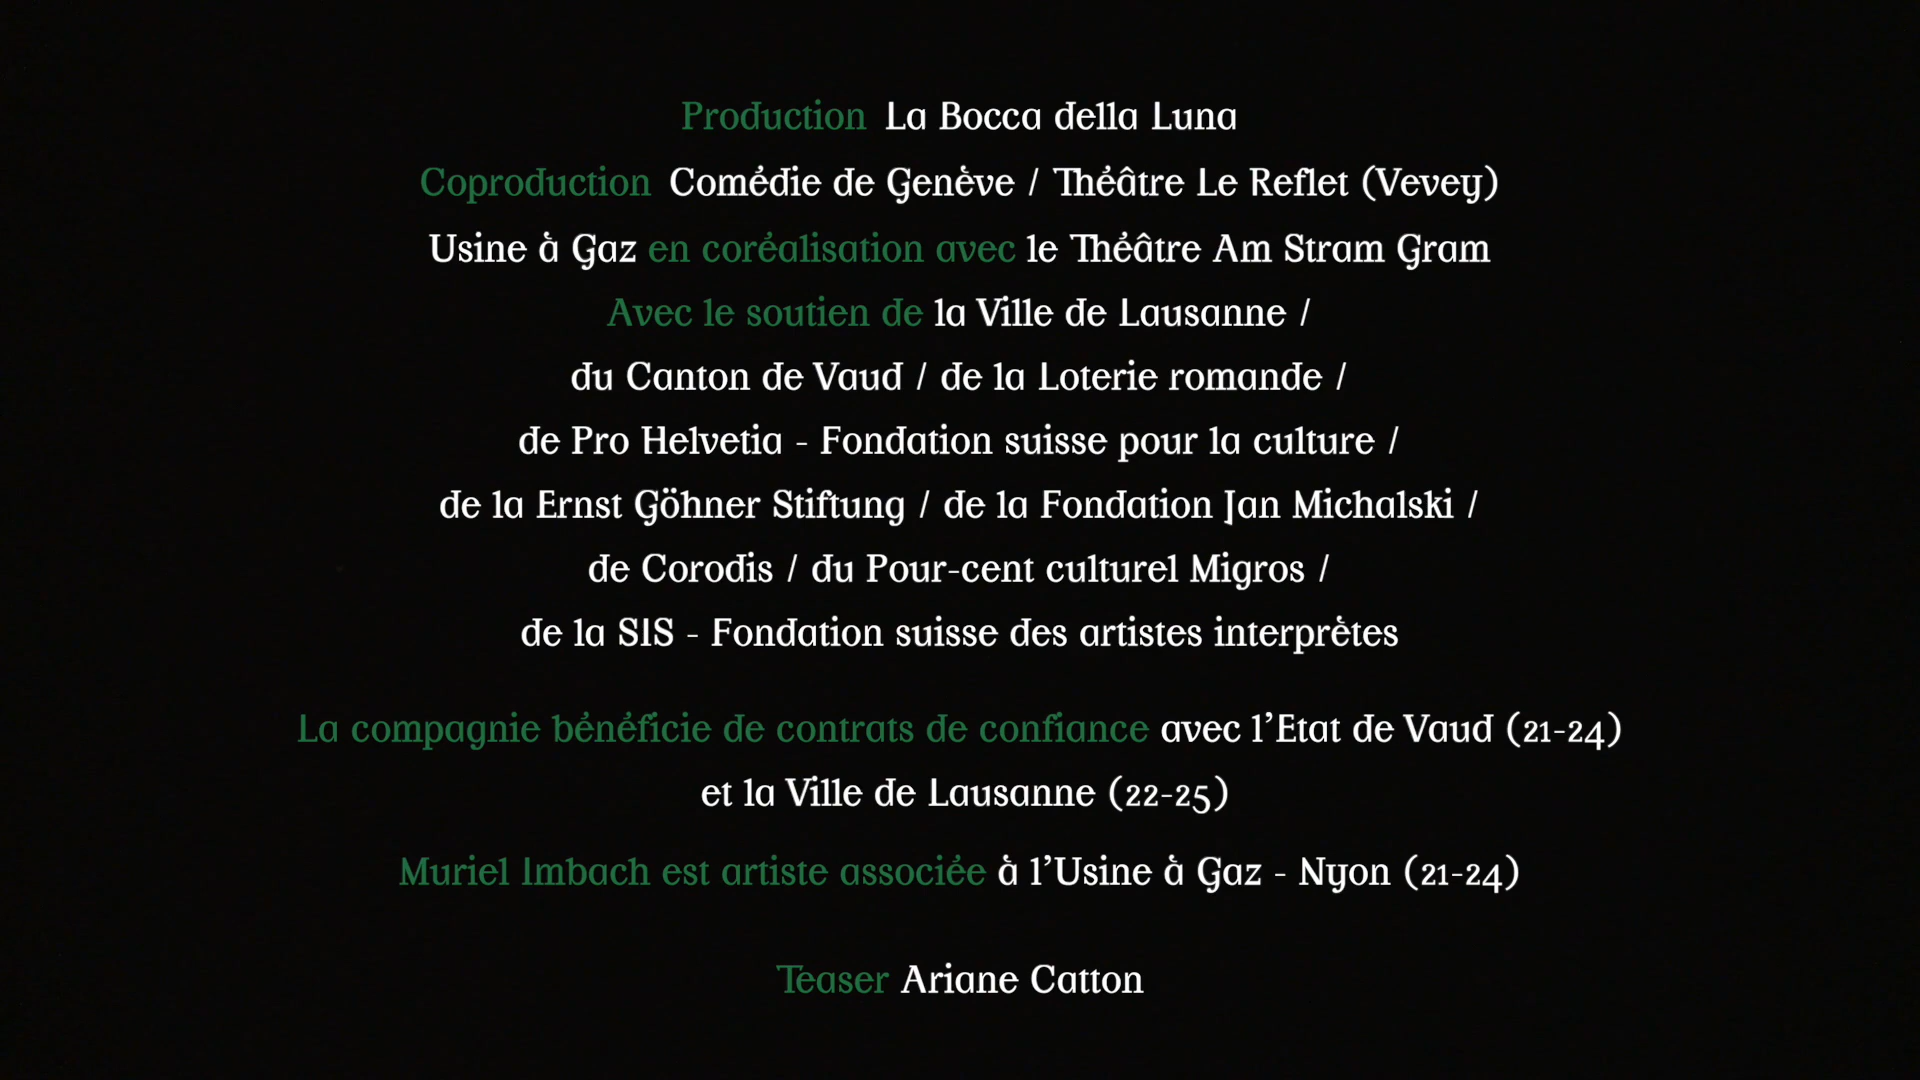 Production La Bocca della Luna
Coproduction Comédie de Genève / Théâtre Le Reflet (Vevey)
Usine à Gaz en coréalisation avec le Théâtre Am Stram Gram
Avec le soutien de la Ville de Lausanne /
du Canton de Vaud / de la Loterie romande /
de Pro Helvetia - Fondation suisse pour la culture /
de la Ernst Göhner Stiftung / de la Fondation Jan Michalski /
de Corodis / du Pour-cent culturel Migros /
de la SIS - Fondation suisse des artistes interprètes
La compagnie bénéficie de contrats de confiance avec l’Etat de Vaud (21-24)
et la Ville de Lausanne (22-25)
Muriel Imbach est artiste associée à l’Usine à Gaz - Nyon (21-24)
Teaser Ariane Catton